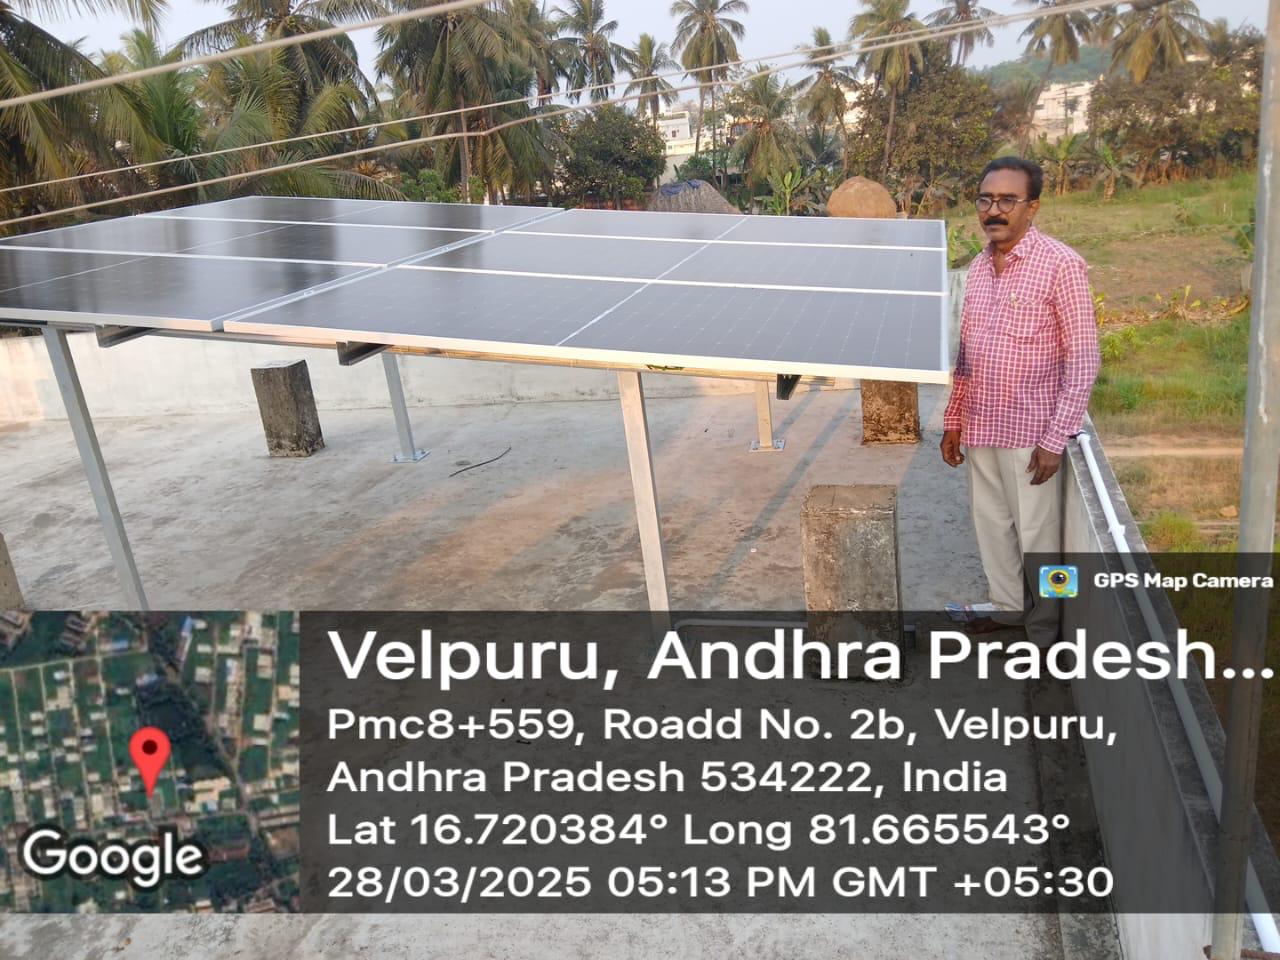 GPS Map Camera
Velpuru, Andhra Pradesh...
Pmc8+559, Roadd No. 2b, Velpuru,
Andhra Pradesh 534222, India
Lat 16.720384° Long 81.665543°
28/03/2025 05:13 PM GMT +05:30
Google